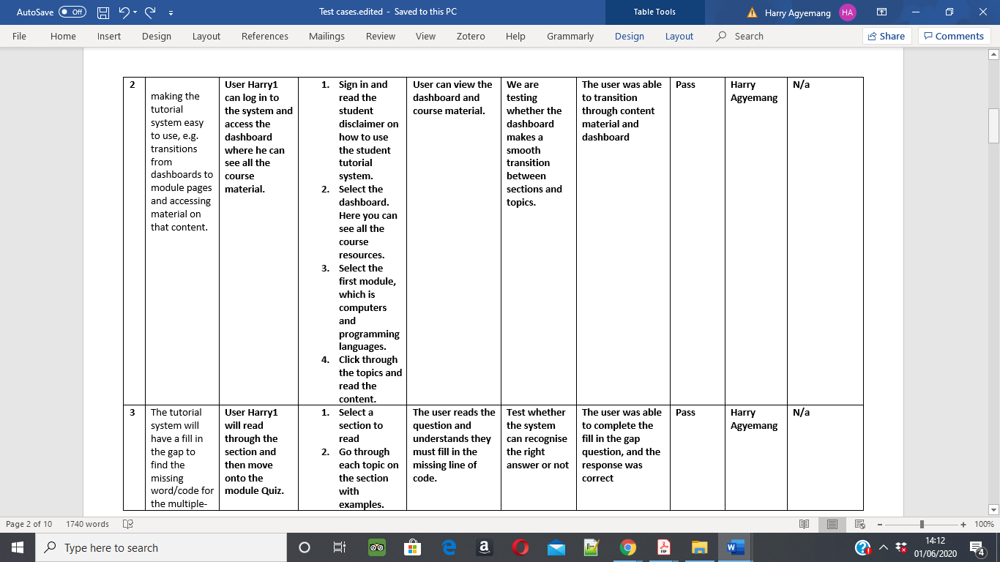 AutoSave Off
Test cases.edited - Saved to this PC
Table Tools
Harry Agyemang HA
File Home Insert Design Layout References Mailings Review View Zotero Help Grammarly Design Layout Search Share Comments
2
making the
tutorial
system easy
to use, e.g.
transitions
from
dashboards to
module pages
and accessing
material on
that content.
User Harry1
can log in to
the system and
access the
dashboard
where he can
see all the
course
material.
1. Sign in and
read the
student
disclaimer on
how to use
the student
tutorial
system.
2. Select the
dashboard.
Here you can
see all the
course
resources.
3. Select the
first module,
which is
computers
and
programming
languages.
4. Click through
the topics and
read the
content.
User can view the
dashboard and
course material.
We are
testing
whether the
dashboard
makes a
smooth
transition
between
sections and
topics.
The user was able
to transition
through content
material and
dashboard
Pass
Harry
Agyemang
N/a
3
The tutorial
system will
have a fill in
the gap to
find the
missing
word/code for
the multiple-
User Harry1
will read
through the
section and
then move
onto the
module Quiz.
1. Select a
section to
read
2. Go through
each topic on
the section
with
examples.
The user reads the
question and
understands they
must fill in the
missing line of
code.
Test whether
the system
can recognise
the right
answer or not
The user was able
to complete the
fill in the gap
question, and the
response was
correct
Pass
Harry
Agyemang
N/a
Page 2 of 10 1740 words 100%
Type here to search
14:12
01/06/2020
4